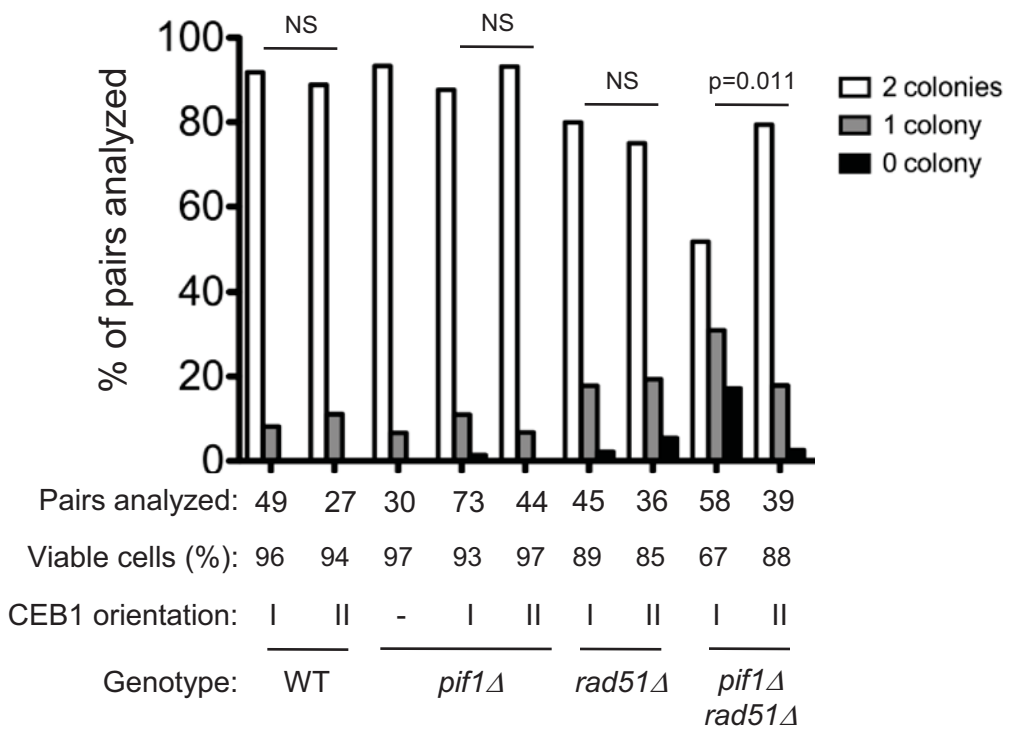 NS
NS
NS
p=0.011
100
80
60
40
20
0
% of pairs analyzed
2 colonies
1 colony
0 colony
Pairs analyzed: 49 27 30 73 44 45 36 58 39
Viable cells (%): 96 94 97 93 97 89 85 67 88
CEB1 orientation: I II - I II I II I II
Genotype: WT pif1Δ rad51Δ pif1Δ
rad51Δ